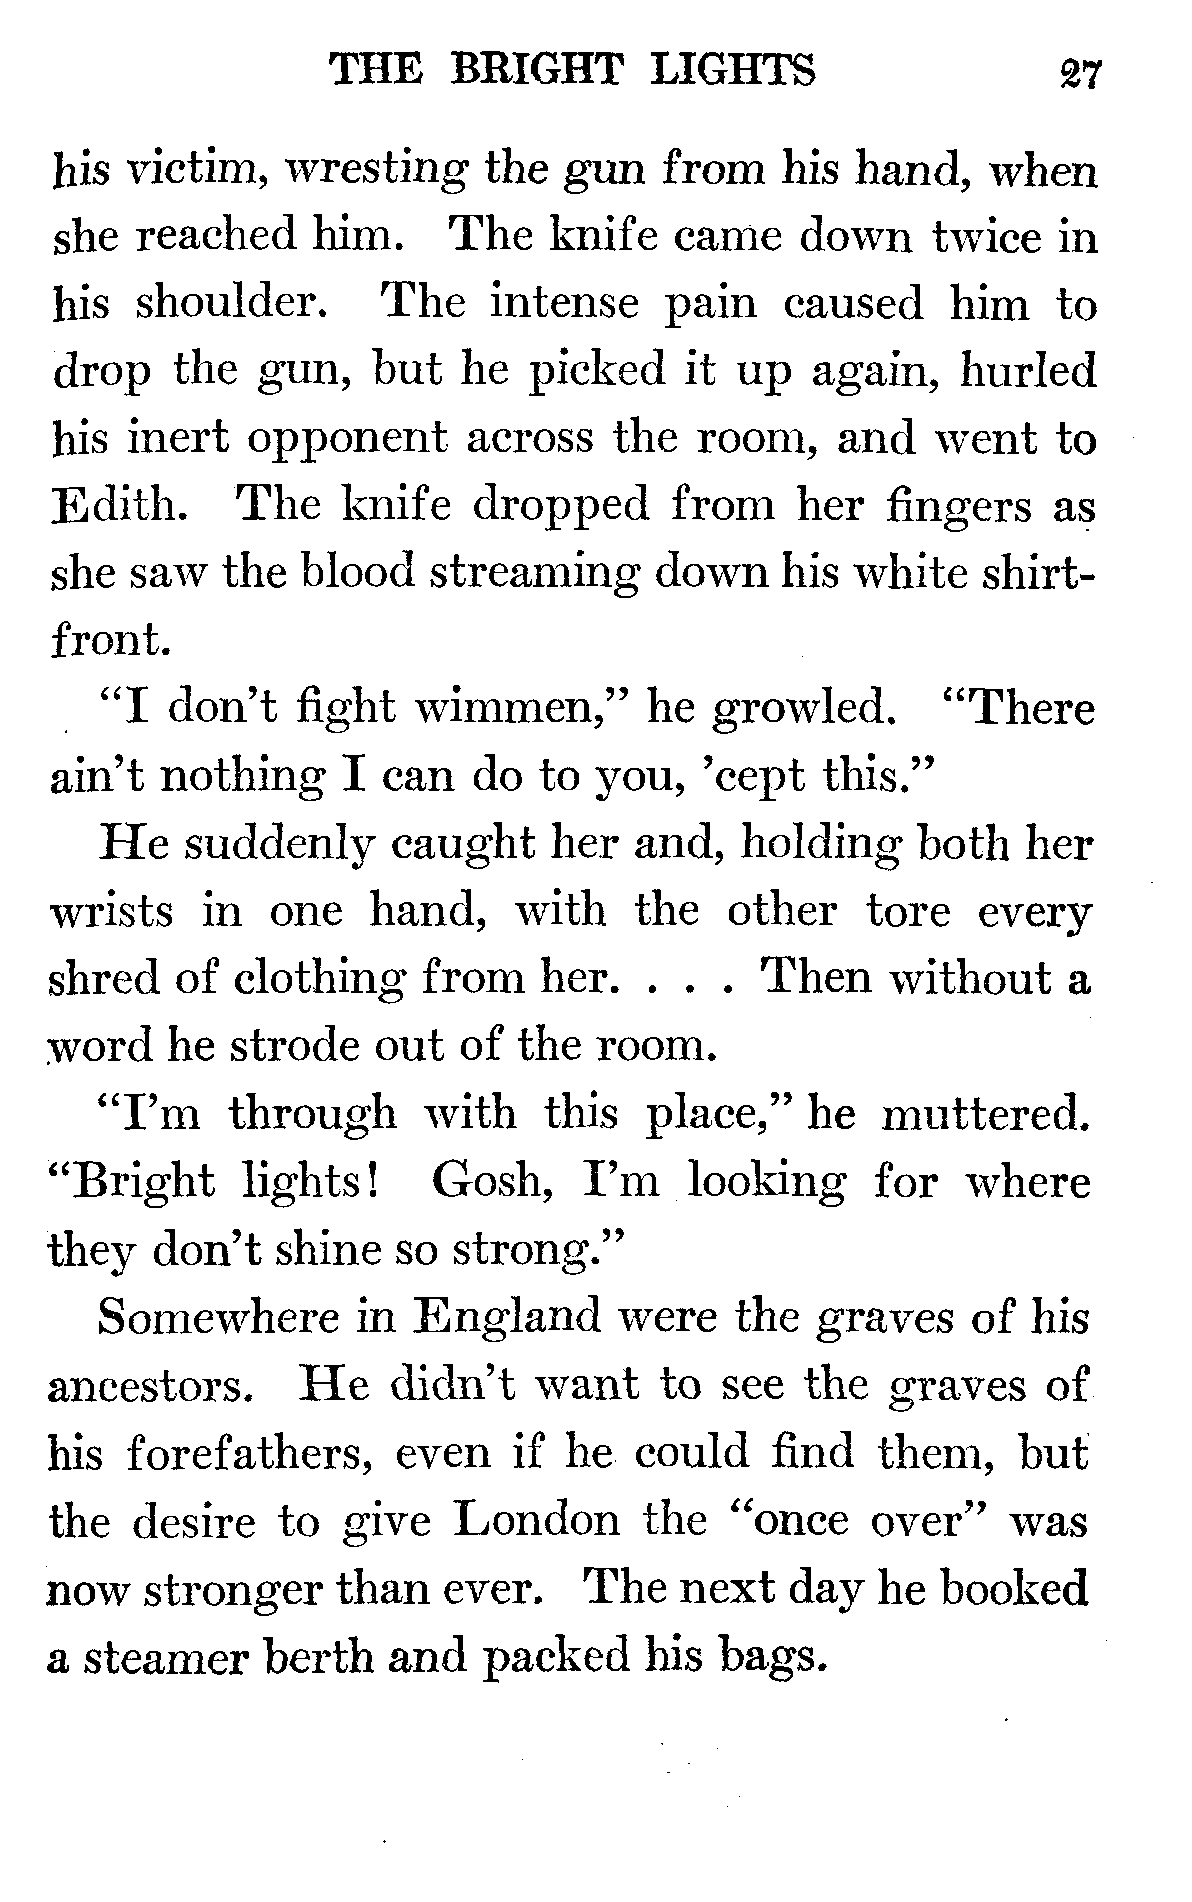 THE BRIGHT LIGHTS 27
his victim, wresting the gun from his hand, when
she reached him. The knife came down twice in
his shoulder. The intense pain caused him to
drop the gun, but he picked it up again, hurled
his inert opponent across the room, and went to
Edith. The knife dropped from her fingers as
she saw the blood streaming down his white shirt-
front.
“I don’t fight wimmen,” he growled. “There
ain’t nothing I can do to you, ’cept this.”
He suddenly caught her and, holding both her
wrists in one hand, with the other tore every
shred of clothing from her. . . . Then without a
word he strode out of the room.
“I’m through with this place,” he muttered.
“Bright lights! Gosh, I’m looking for where
they don’t shine so strong.”
Somewhere in England were the graves of his
ancestors. He didn’t want to see the graves of
his forefathers, even if he could find them, but
the desire to give London the “once over” was
now stronger than ever. The next day he booked
a steamer berth and packed his bags.